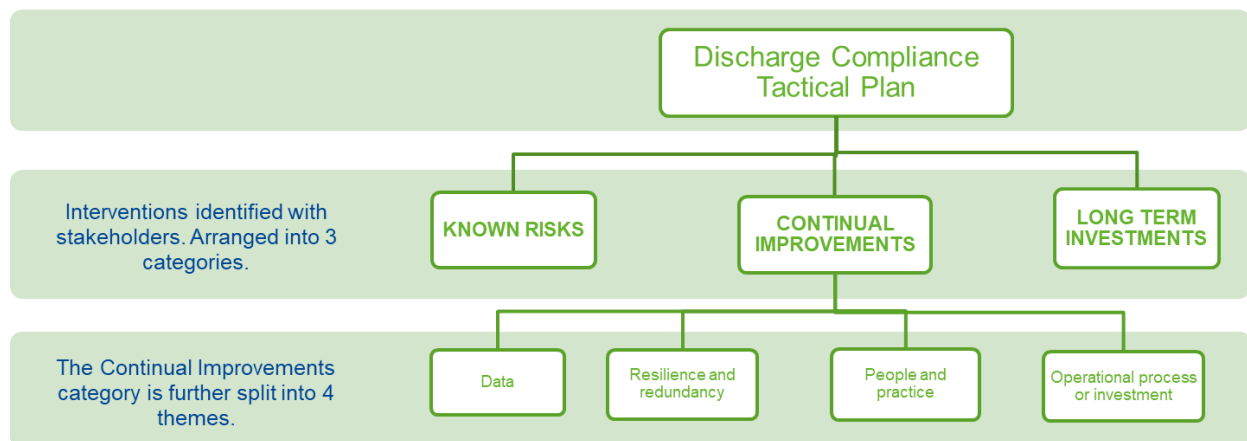 Discharge Compliance
Tactical Plan
Interventions identified with
stakeholders. Arranged into 3
categories.
KNOWN RISKS
CONTINUAL
IMPROVEMENTS
LONG TERM
INVESTMENTS
The Continual Improvements
category is further split into 4
themes.
Data
Resilience and
redundancy
People and
practice
Operational process
or investment